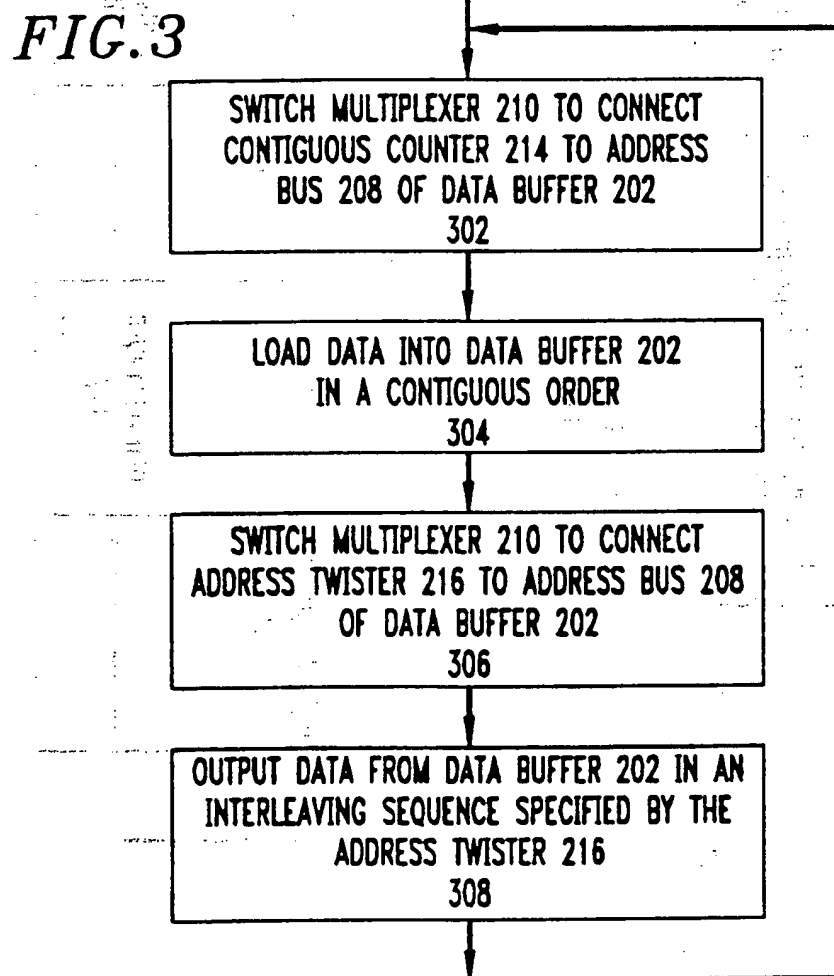 FIG.3
SWITCH MULTIPLEXER 210 TO CONNECT
CONTIGUOUS COUNTER 214 TO ADDRESS
BUS 208 OF DATA BUFFER 202
302
LOAD DATA INTO DATA BUFFER 202
IN A CONTIGUOUS ORDER
304
SWITCH MULTIPLEXER 210 TO CONNECT
ADDRESS TWISTER 216 TO ADDRESS BUS 208
OF DATA BUFFER 202
306
OUTPUT DATA FROM DATA BUFFER 202 IN AN
INTERLEAVING SEQUENCE SPECIFIED BY THE
ADDRESS TWISTER 216
308